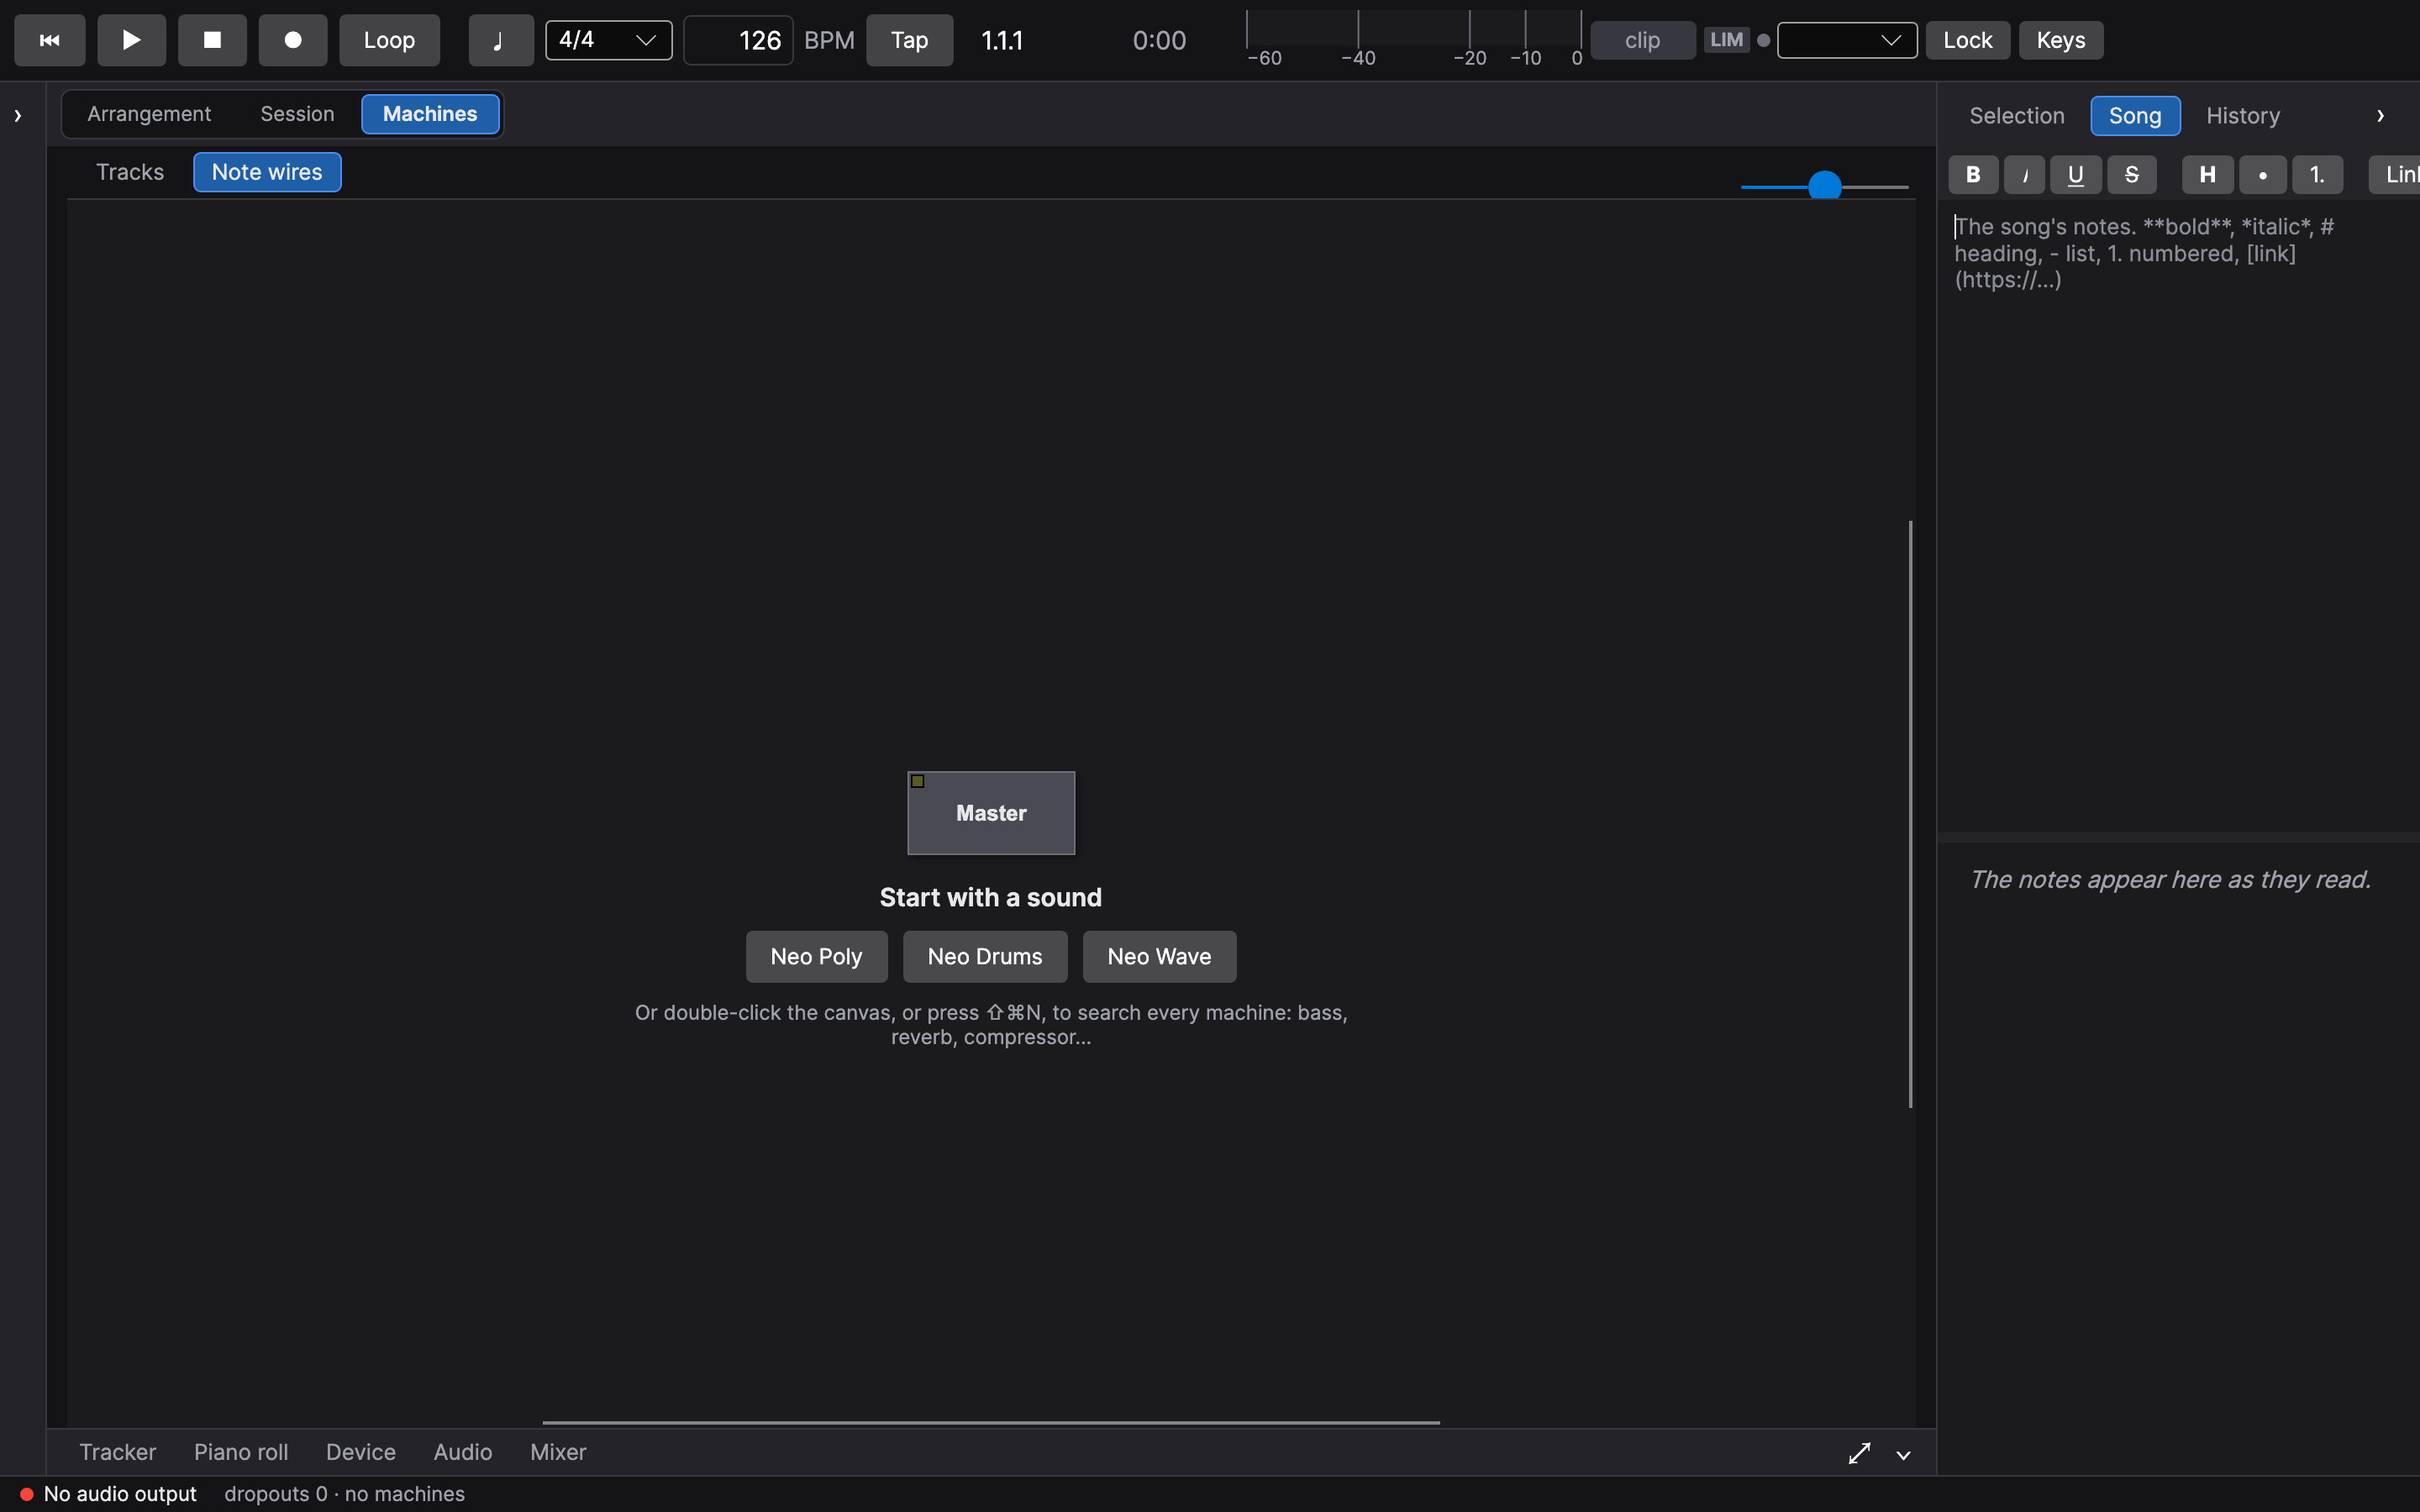 Loop
4/4
126 BPM
Tap
1.1.1
0:00
−60 −40 −20 −10 0
clip
LIM
Lock
Keys
Arrangement
Session
Machines
Selection
Song
History
Tracks
Note wires
B I U S H • 1.
The song's notes. **bold**, *italic*, #
heading, - list, 1. numbered, [link]
(https://...)
Master
Start with a sound
Neo Poly
Neo Drums
Neo Wave
Or double-click the canvas, or press ⇧⌘N, to search every machine: bass,
reverb, compressor...
The notes appear here as they read.
Tracker
Piano roll
Device
Audio
Mixer
No audio output
dropouts 0 · no machines